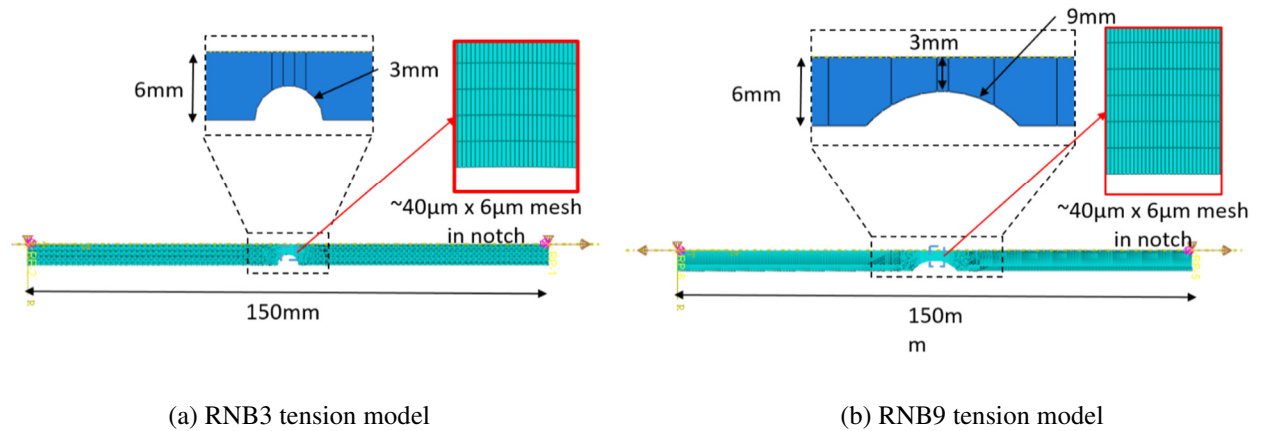 6mm
3mm
~40µm x 6µm mesh
in notch
150mm
(a) RNB3 tension model
9mm
3mm
6mm
~40µm x 6µm mesh
in notch
150m
m
(b) RNB9 tension model